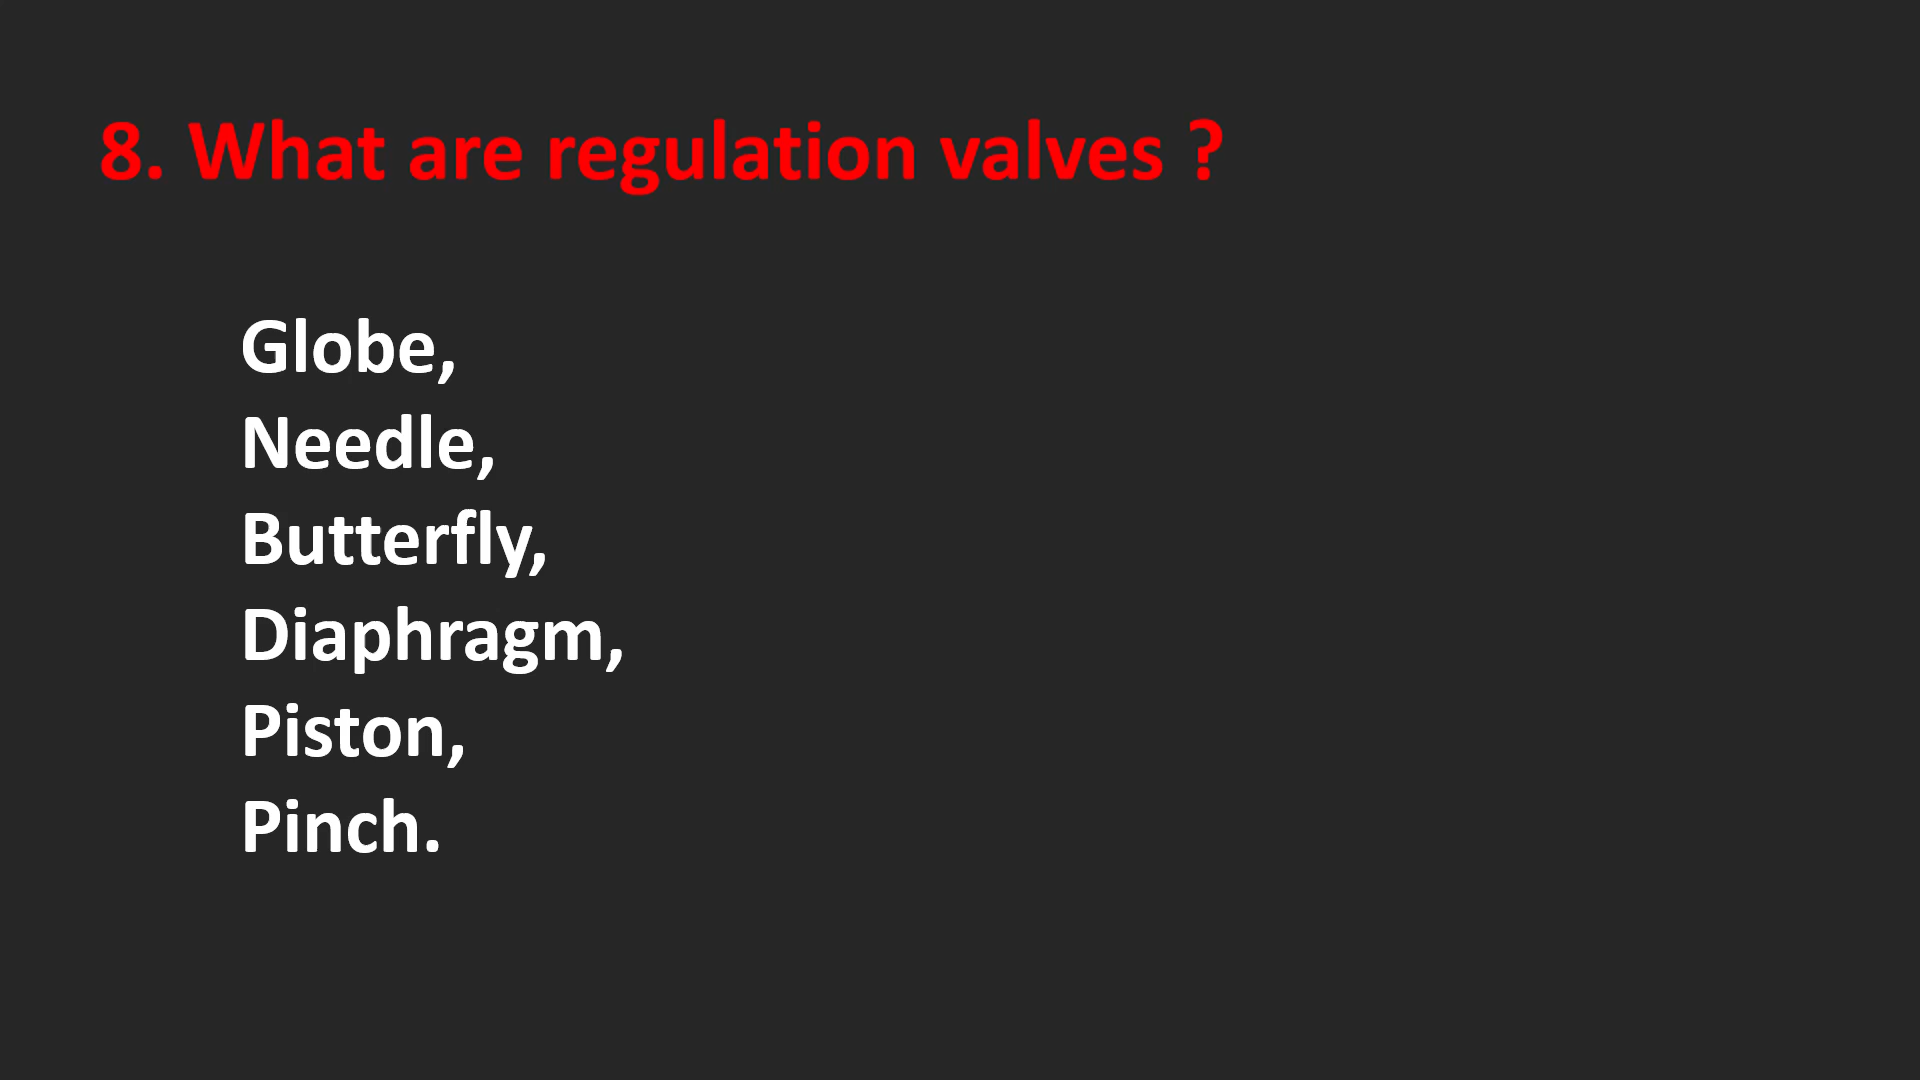 8. What are regulation valves ?
Globe,
Needle,
Butterfly,
Diaphragm,
Piston,
Pinch.